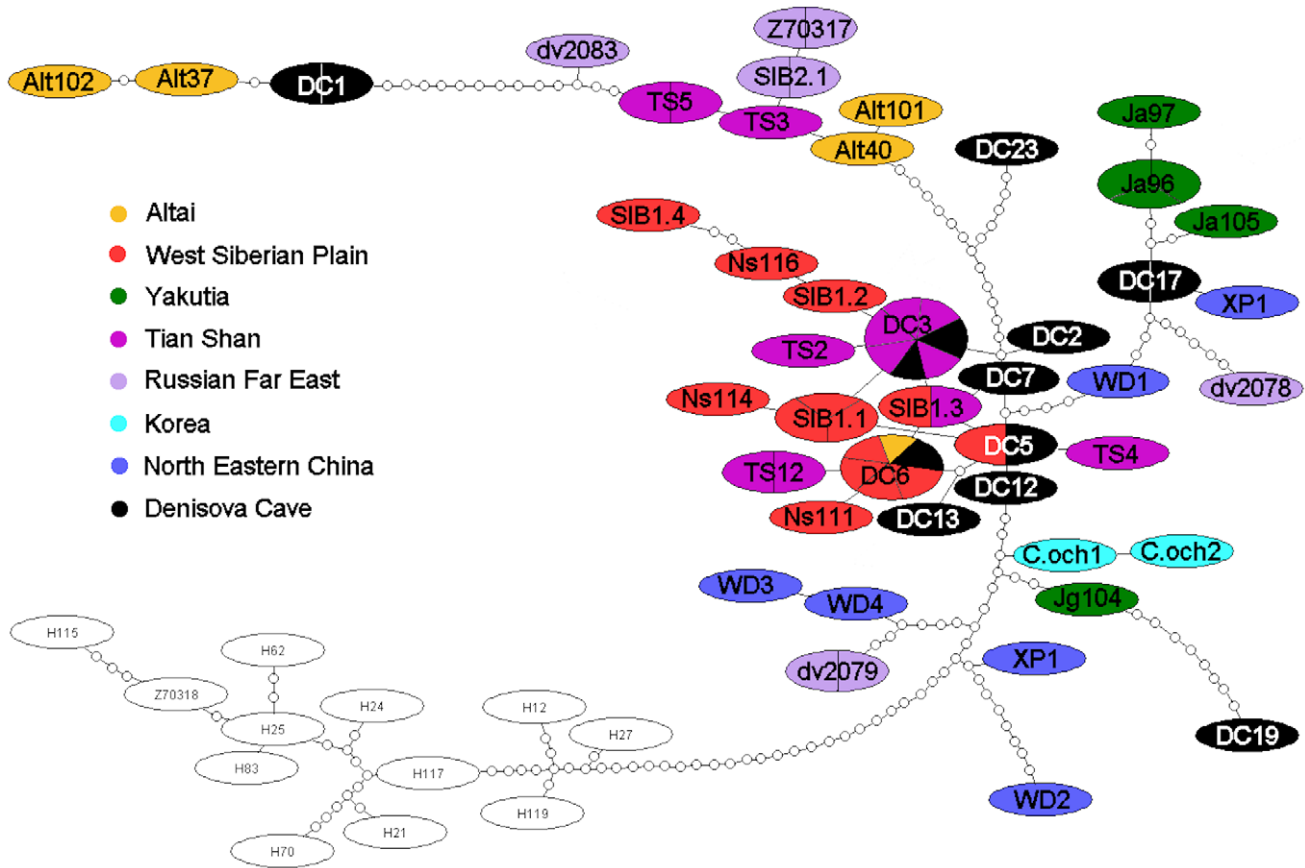 Z70317
dv2083
SIB2.1
Alt102
Alt37
DC1
TS5
TS3
Alt101
Alt40
DC23
Ja97
Ja96
Ja105
SIB1.4
Ns116
SIB1.2
DC17
XP1
DC3
DC2
TS2
DC7
WD1
dv2078
Ns114
SIB1.1
SIB1.3
DC5
TS4
TS12
DC6
DC12
Ns111
DC13
Altai
West Siberian Plain
Yakutia
Tian Shan
Russian Far East
Korea
North Eastern China
Denisova Cave
C.och1
C.och2
WD3
WD4
Jg104
dv2079
XP1
DC19
WD2
H115
H62
Z70318
H24
H25
H83
H12
H27
H117
H119
H21
H70